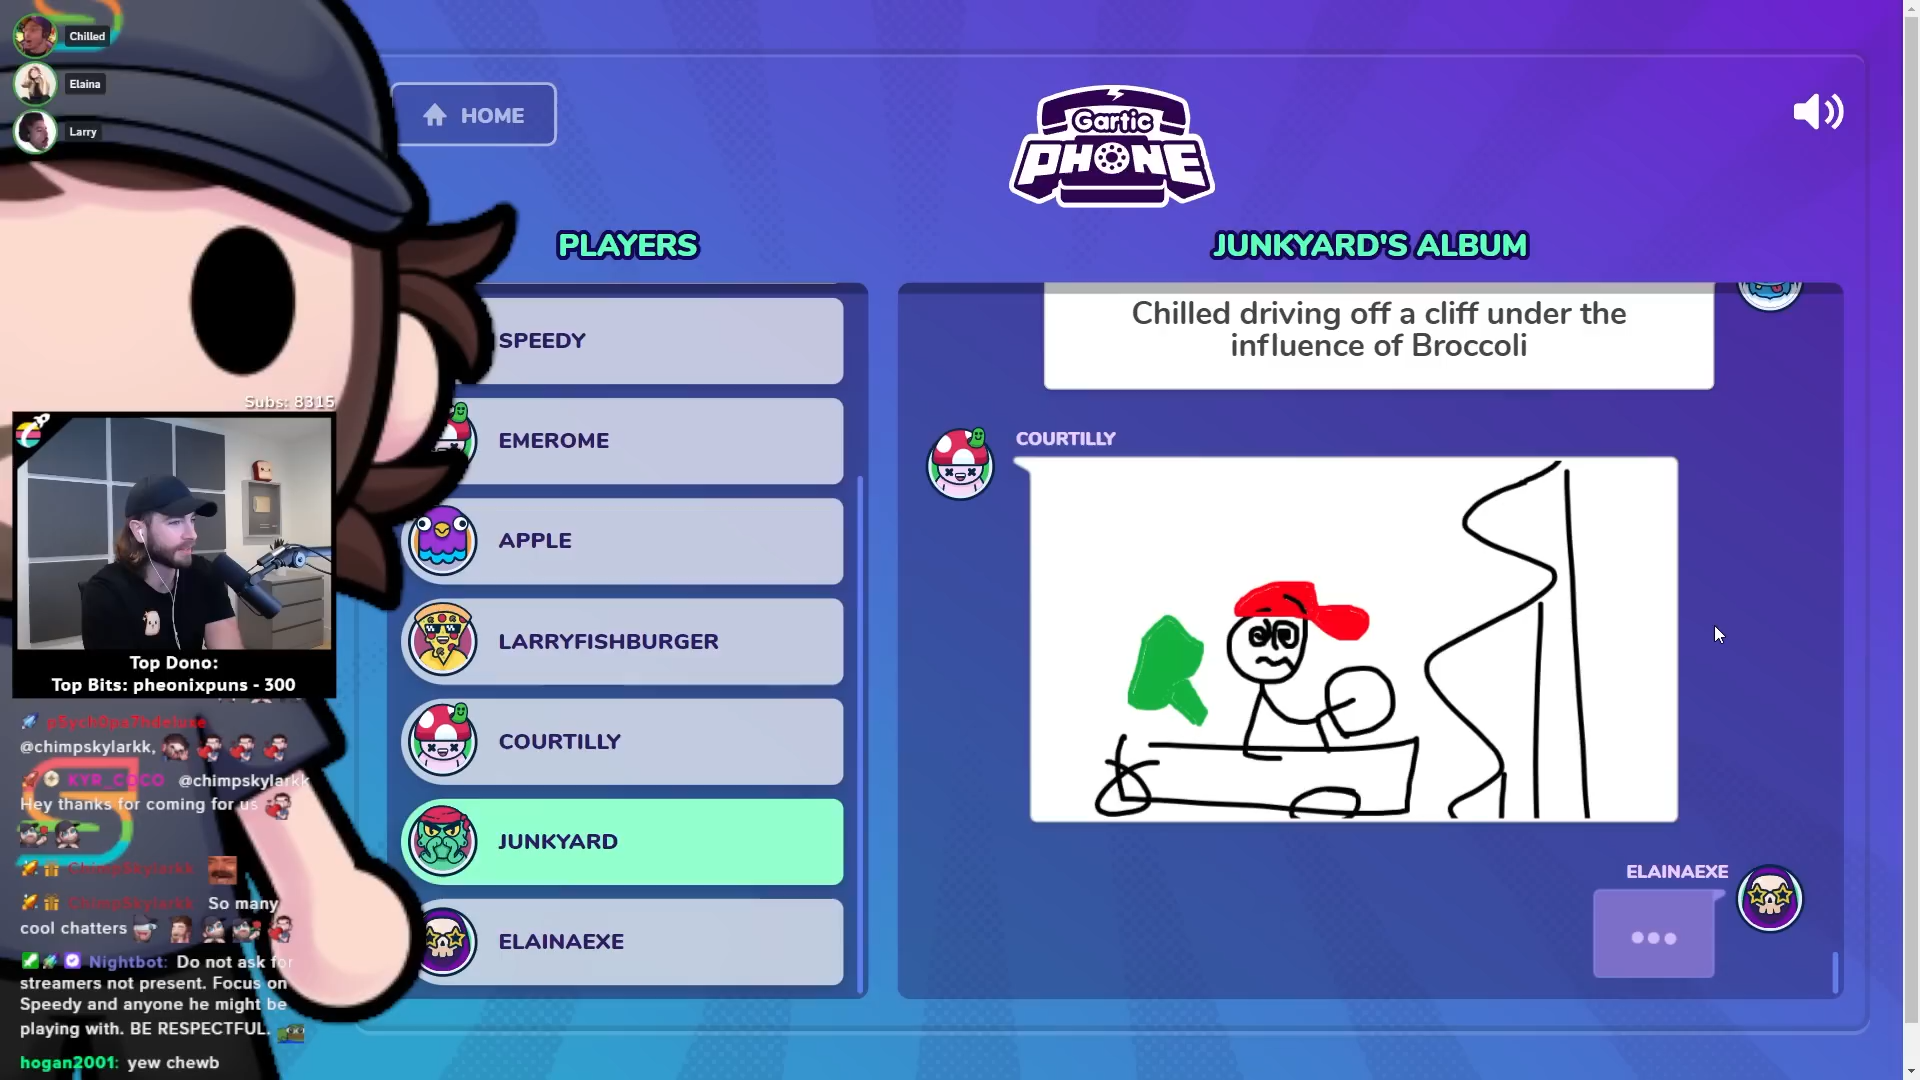 Chilled
Elaina
Larry
HOME
Gartic
PHONE
PLAYERS
JUNKYARD'S ALBUM
SPEEDY
EMEROME
APPLE
LARRYFISHBURGER
COURTILLY
JUNKYARD
ELAINAEXE
Chilled driving off a cliff under the
influence of Broccoli
COURTILLY
ELAINAEXE
Subs: 8315
Top Dono:
Top Bits: pheonixpuns - 300
@chimpskylarkk,
KYR_COCO @chimpskylarkk
Hey thanks for coming for us
ChimpSkylarkk
ChimpSkylarkk So many
cool chatters
Nightbot: Do not ask for
streamers not present. Focus on
Speedy and anyone he might be
playing with. BE RESPECTFUL.
hogan2001: yew chewb